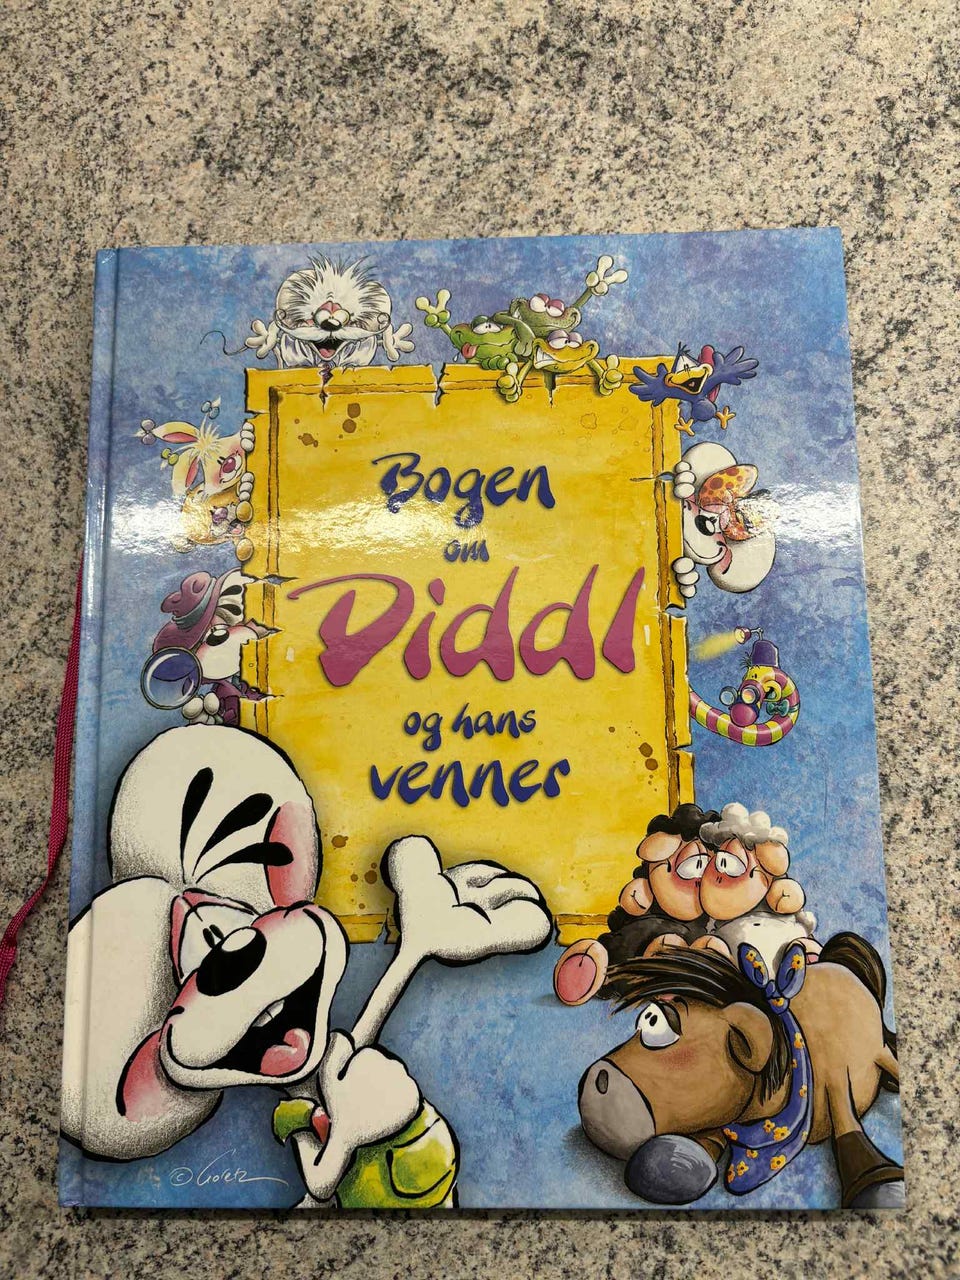 Bogen
om
Diddl
og hans
venner
© Goletz